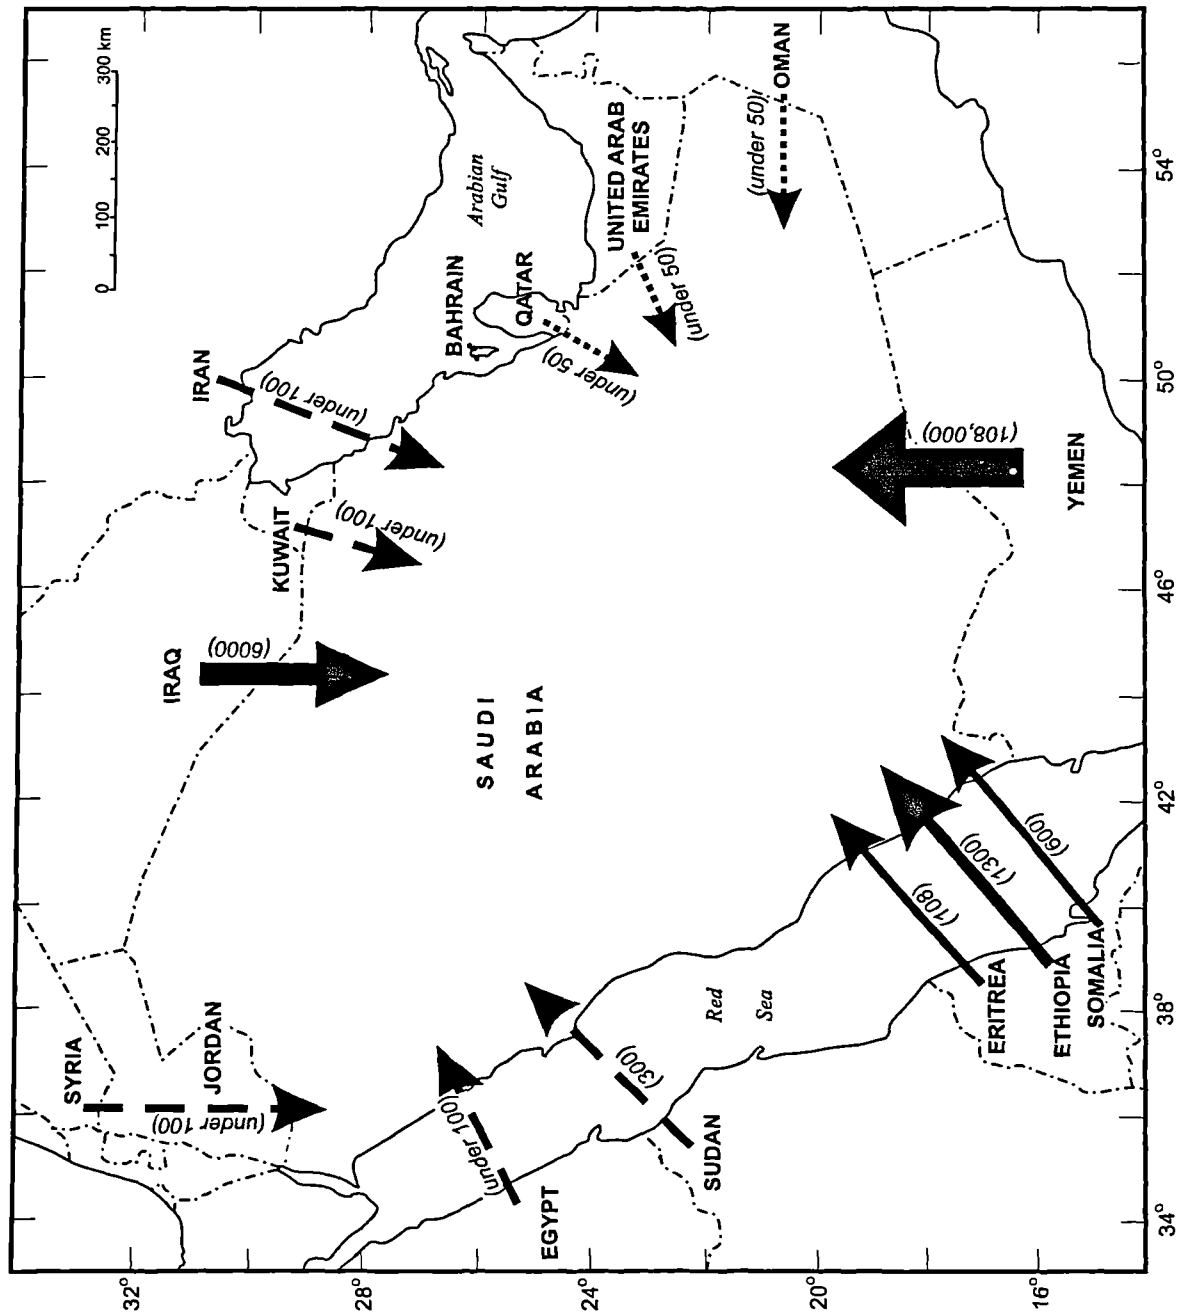 0 100 200 300 km
IRAN
(under 100)
KUWAIT
(under 100)
IRAQ
(6000)
BAHRAIN
QATAR
(under 50)
Arabian
Gulf
UNITED ARAB
EMIRATES
(under 50)
OMAN
(under 50)
SYRIA
JORDAN
(under 100)
SAUDI
ARABIA
EGYPT
(under 100)
SUDAN
(300)
Red
Sea
ERITREA
(108)
ETHIOPIA
(1300)
SOMALIA
(600)
YEMEN
(108,000)
32°
28°
24°
20°
16°
34°
38°
42°
46°
50°
54°